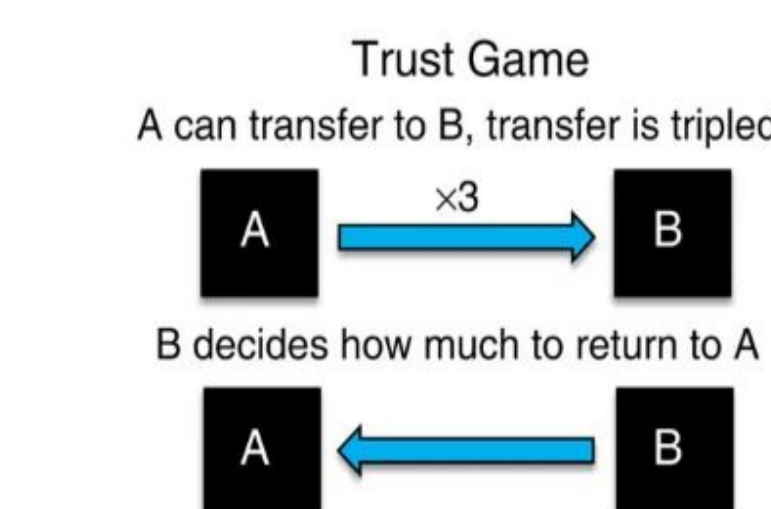 Trust Game
A can transfer to B, transfer is tripled
×3
A B
B decides how much to return to A
A B